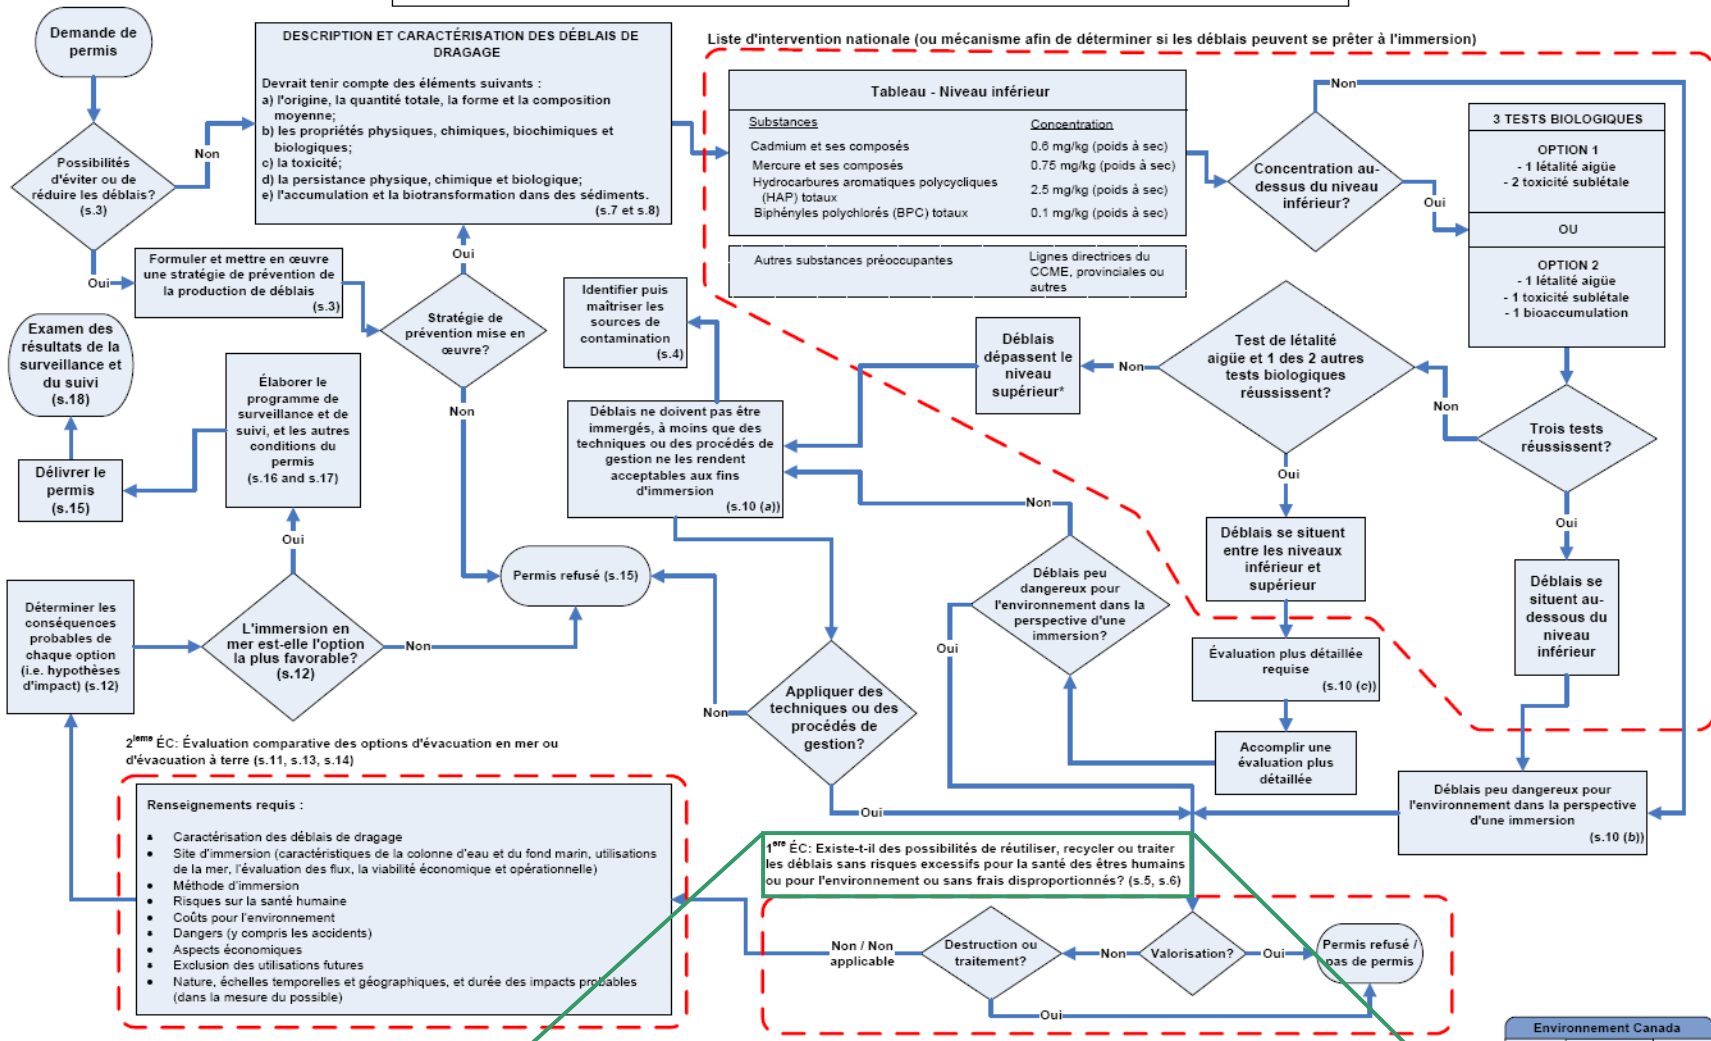 Demande de
permis
DESCRIPTION ET CARACTÉRISATION DES DÉBLAIS DE
DRAGAGE
Devrait tenir compte des éléments suivants :
a) l'origine, la quantité totale, la forme et la composition
moyenne;
b) les propriétés physiques, chimiques, biochimiques et
biologiques;
c) la toxicité;
d) la persistance physique, chimique et biologique;
e) l'accumulation et la biotransformation dans des sédiments.
(s.7 et s.8)
Liste d'intervention nationale (ou mécanisme afin de déterminer si les déblais peuvent se prêter à l'immersion)
Tableau - Niveau inférieur
Substances Concentration
Cadmium et ses composés 0.6 mg/kg (poids à sec)
Mercure et ses composés 0.75 mg/kg (poids à sec)
Hydrocarbures aromatiques polycycliques
(HAP) totaux 2.5 mg/kg (poids à sec)
Biphényles polychlorés (BPC) totaux 0.1 mg/kg (poids à sec)
Autres substances préoccupantes Lignes directrices du
CCME, provinciales ou
autres
Non
Concentration au-
dessus du niveau
inférieur?
Oui
3 TESTS BIOLOGIQUES
OPTION 1
- 1 létalité aigüe
- 2 toxicité sublétale
OU
OPTION 2
- 1 létalité aigüe
- 1 toxicité sublétale
- 1 bioaccumulation
Possibilités
d'éviter ou de
réduire les déblais?
(s.3)
Non
Oui
Formuler et mettre en œuvre
une stratégie de prévention de
la production de déblais
(s.3)
Oui
Stratégie de
prévention mise en
œuvre?
Non
Identifier puis
maîtriser les
sources de
contamination
(s.4)
Déblais
dépassent le
niveau
supérieur*
Non
Test de létalité
aigüe et 1 des 2 autres
tests biologiques
réussissent?
Non
Trois tests
réussissent?
Oui
Oui
Examen des
résultats de la
surveillance et
du suivi
(s.18)
Élaborer le
programme de
surveillance et de
suivi, et les autres
conditions du
permis
(s.16 and s.17)
Délivrer le
permis
(s.15)
Oui
Déblais ne doivent pas être
immergés, à moins que des
techniques ou des procédés de
gestion ne les rendent
acceptables aux fins
d'immersion
(s.10 (a))
Non
Déblais se situent
entre les niveaux
inférieur et
supérieur
Déblais se
situent au-
dessous du
niveau
inférieur
Permis refusé (s.15)
Déblais peu
dangereux pour
l'environnement dans la
perspective d'une
immersion?
Oui
Déterminer les
conséquences
probables de
chaque option
(i.e. hypothèses
d'impact) (s.12)
L'immersion en
mer est-elle l'option
la plus favorable?
(s.12)
Non
Évaluation plus détaillée
requise
(s.10 (c))
Accomplir une
évaluation plus
détaillée
Appliquer des
techniques ou des
procédés de
gestion?
Non
Oui
Déblais peu dangereux pour
l'environnement dans la perspective
d'une immersion
(s.10 (b))
2ieme ÉC: Évaluation comparative des options d'évacuation en mer ou
d'évacuation à terre (s.11, s.13, s.14)
Renseignements requis :
• Caractérisation des déblais de dragage
• Site d'immersion (caractéristiques de la colonne d'eau et du fond marin, utilisations
de la mer, l'évaluation des flux, la viabilité économique et opérationnelle)
• Méthode d'immersion
• Risques sur la santé humaine
• Coûts pour l'environnement
• Dangers (y compris les accidents)
• Aspects économiques
• Exclusion des utilisations futures
• Nature, échelles temporelles et géographiques, et durée des impacts probables
(dans la mesure du possible)
1ere ÉC: Existe-t-il des possibilités de réutiliser, recycler ou traiter
les déblais sans risques excessifs pour la santé des êtres humains
ou pour l'environnement ou sans frais disproportionnés? (s.5, s.6)
Non / Non
applicable
Destruction ou
traitement?
Non
Valorisation?
Oui
Permis refusé /
pas de permis
Oui
Environnement Canada